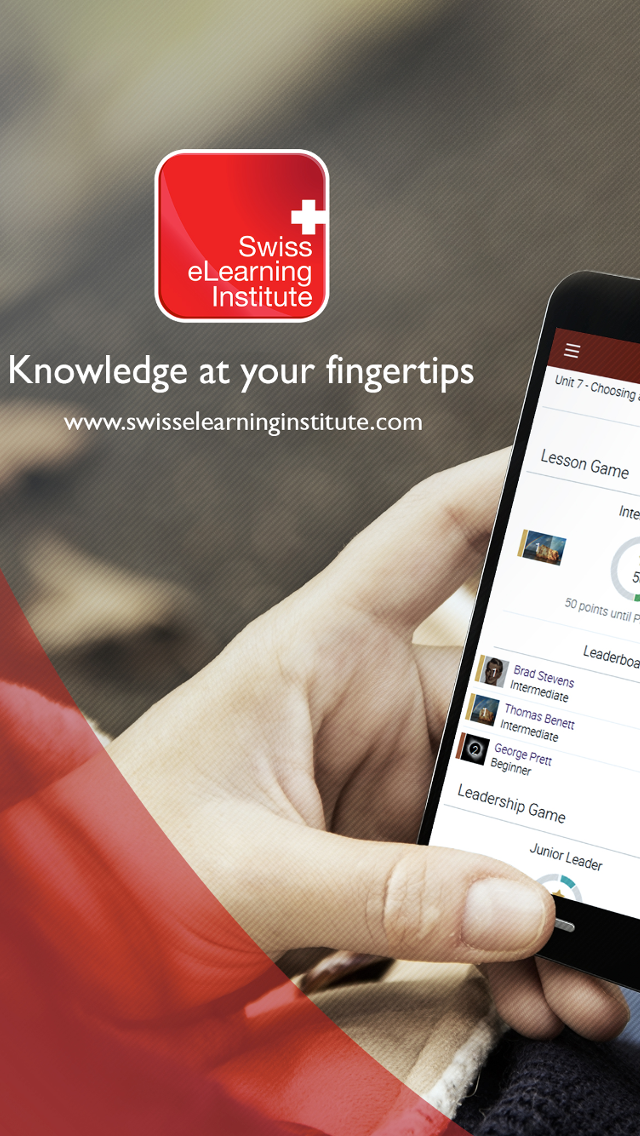 Swiss
eLearning
Institute
Knowledge at your fingertips
www.swisselearninginstitute.com
Unit 7 - Choosing
Lesson Game
50 points until P
Brad Stevens
Intermediate
Thomas Benett
Intermediate
George Prett
Beginner
Leadership Game
Junior Leader